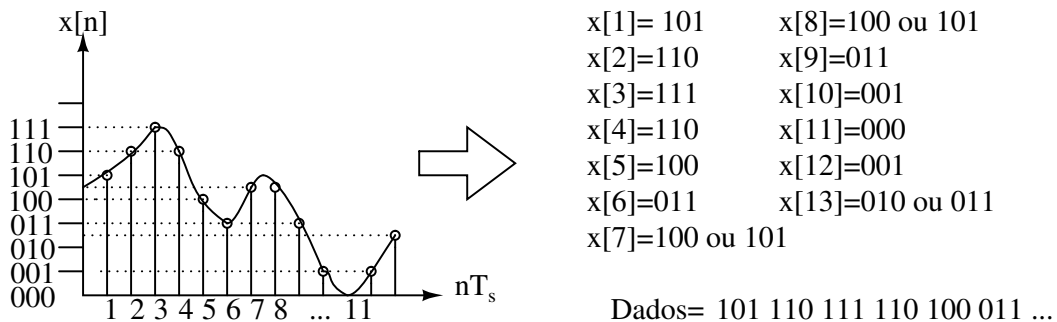 x[n]
111
110
101
100
011
010
001
000
1 2 3 4 5 6 7 8 ... 11
nTs
x[1]= 101 x[8]=100 ou 101
x[2]=110 x[9]=011
x[3]=111 x[10]=001
x[4]=110 x[11]=000
x[5]=100 x[12]=001
x[6]=011 x[13]=010 ou 011
x[7]=100 ou 101
Dados= 101 110 111 110 100 011 ...